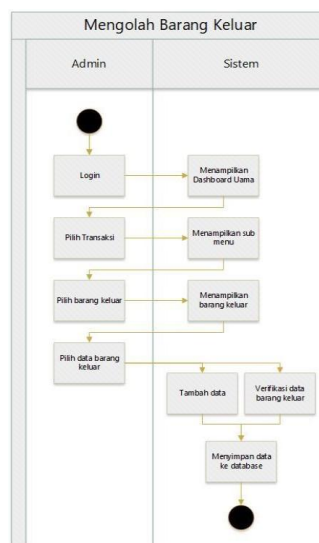 Mengolah Barang Keluar
Admin
Sistem
Login
Menampilkan
Dashboard Uama
Pilih Transaksi
Menampilkan sub
menu
Pilih barang keluar
Menampilkan
barang keluar
Pilih data barang
keluar
Tambah data
Verifikasi data
barang keluar
Menyimpan data
ke database